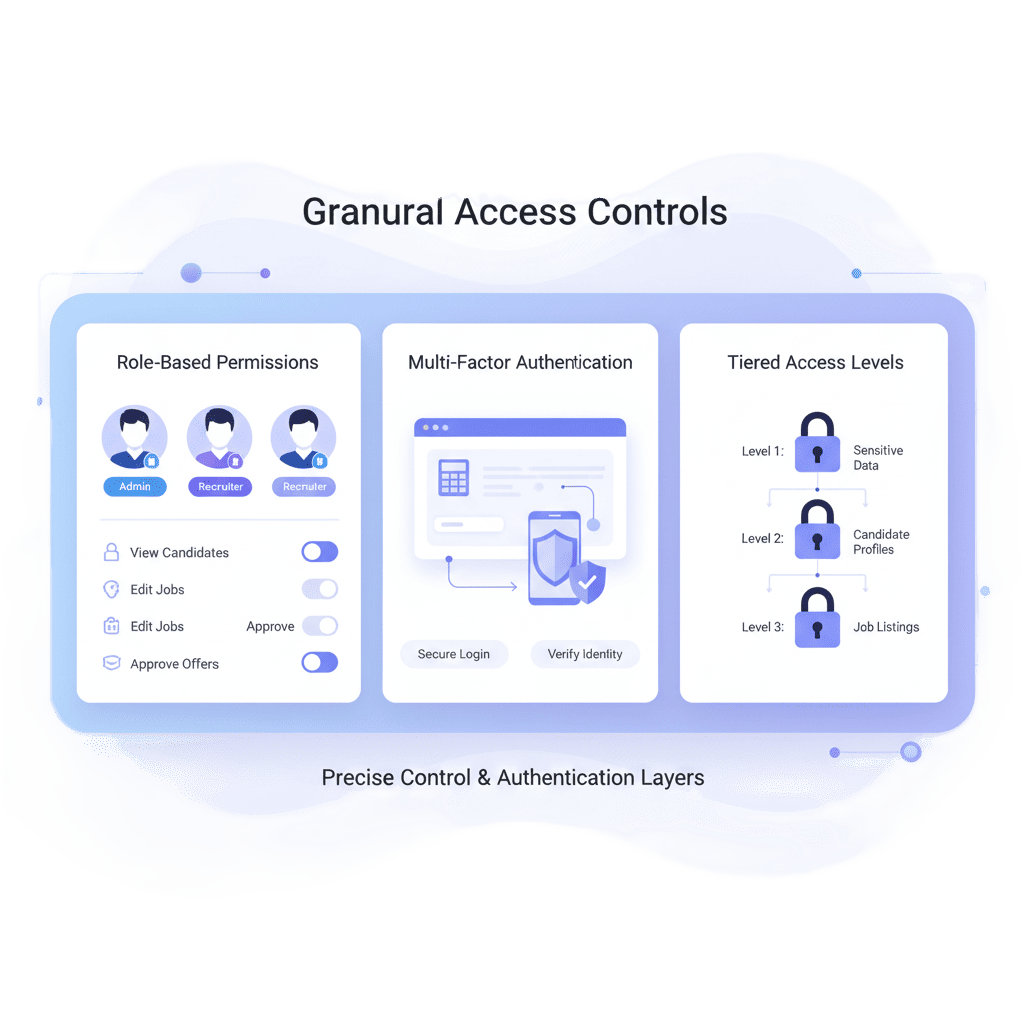 Granural Access Controls
Role-Based Permissions
Admin
Recruiter
Recruler
View Candidates
Edit Jobs
Edit Jobs Approve
Approve Offers
Multi-Factor Authentication
Secure Login
Verify Identity
Tiered Access Levels
Level 1:
Sensitive
Data
Level 2:
Candidate
Profiles
Level 3:
Job Listings
Precise Control & Authentication Layers